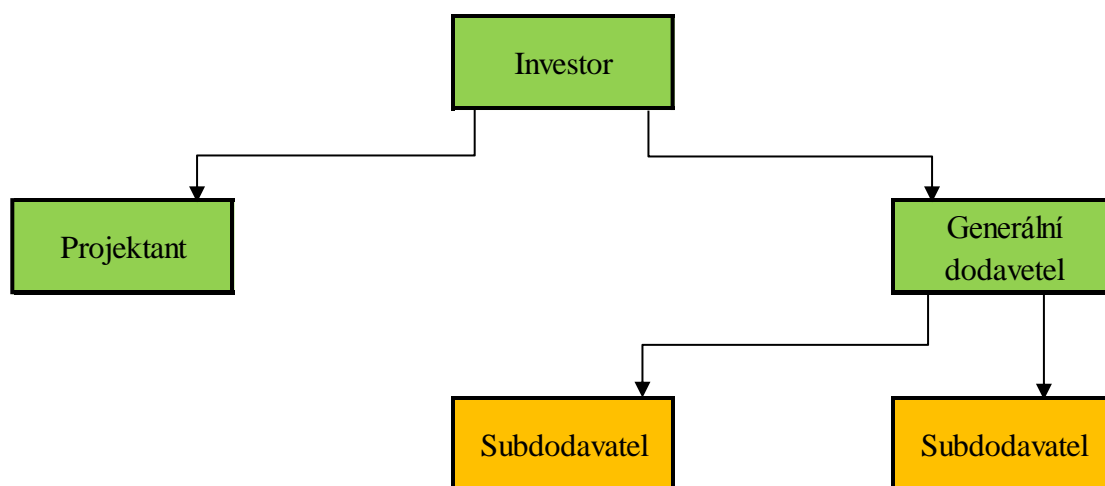 Investor
Projektant
Generální
dodavetel
Subdodavatel
Subdodavatel